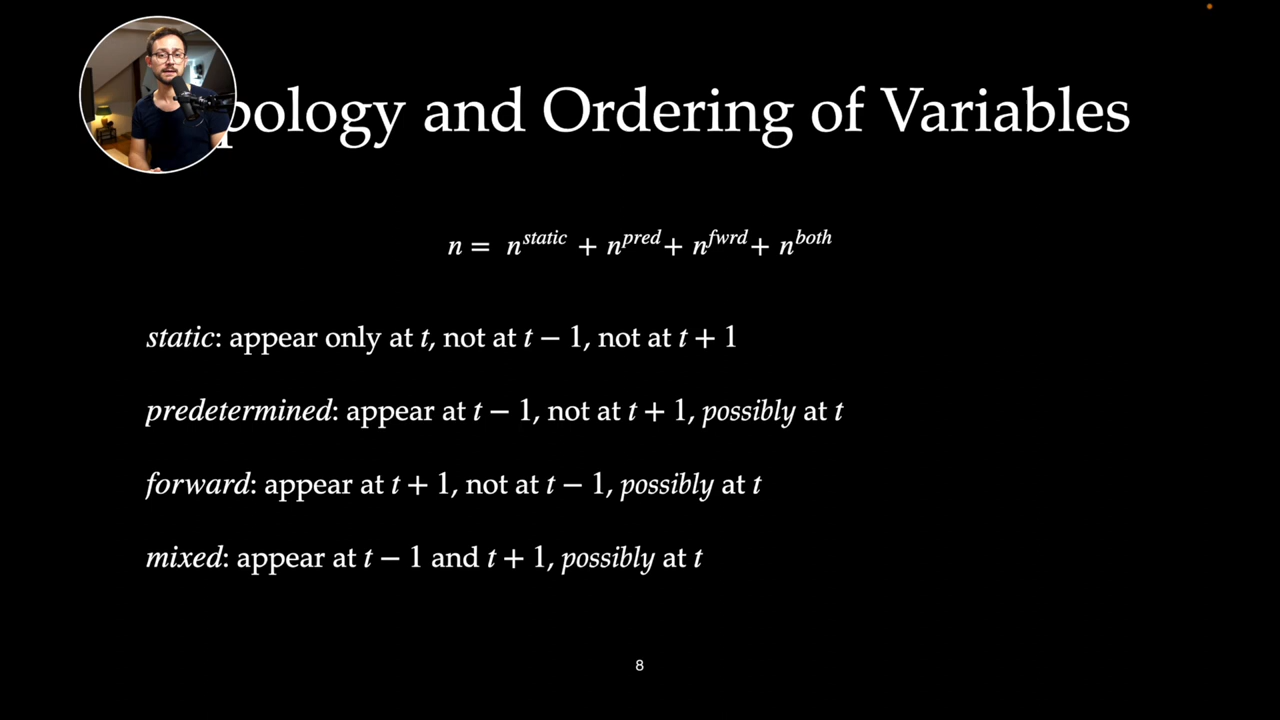 pology and Ordering of Variables
n = n^static + n^pred + n^fwrd + n^both
static: appear only at t, not at t − 1, not at t + 1
predetermined: appear at t − 1, not at t + 1, possibly at t
forward: appear at t + 1, not at t − 1, possibly at t
mixed: appear at t − 1 and t + 1, possibly at t
8